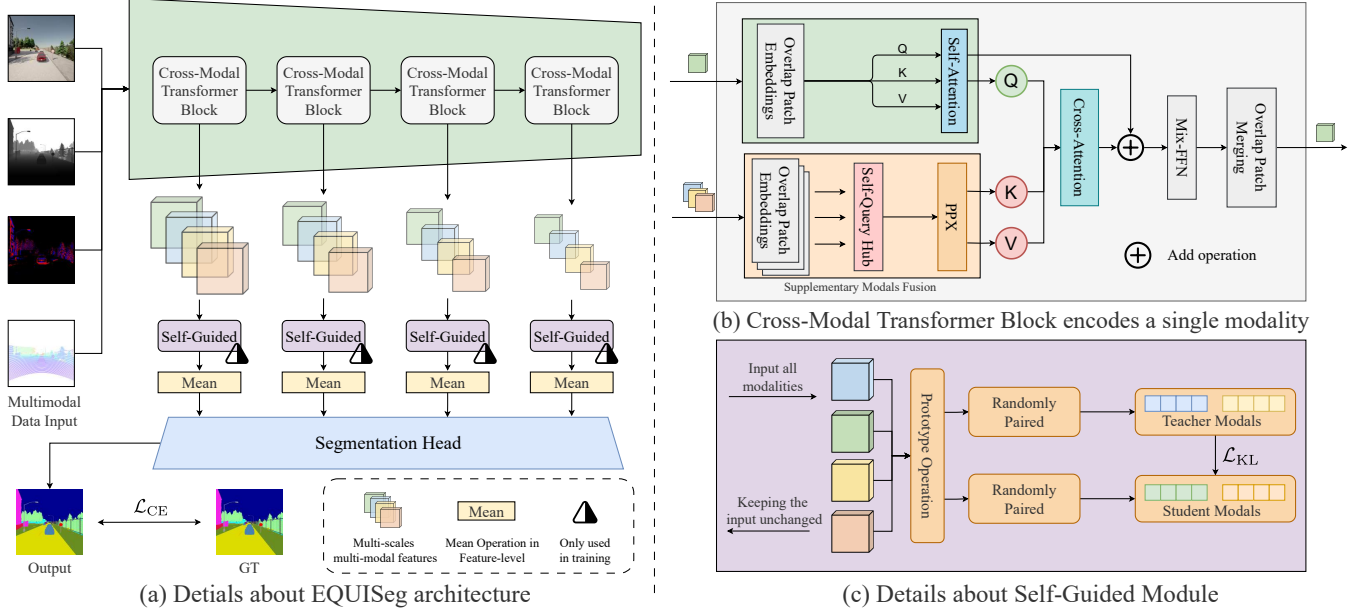 Cross-Modal
Transformer
Block
Cross-Modal
Transformer
Block
Cross-Modal
Transformer
Block
Cross-Modal
Transformer
Block
Multimodal
Data Input
Self-Guided
Self-Guided
Self-Guided
Self-Guided
Mean
Mean
Mean
Mean
Segmentation Head
Output
ℒCE
GT
Multi-scales
multi-modal features
Mean
Mean Operation in
Feature-level
Only used
in training
(a) Detials about EQUISeg architecture
Overlap Patch
Embeddings
Q
K
V
Self-Attention
Q
Overlap Patch
Embeddings
Self-Query Hub
PPX
K
V
Supplementary Modals Fusion
Cross-Attention
Mix-FFN
Overlap Patch
Merging
Add operation
(b) Cross-Modal Transformer Block encodes a single modality
Input all
modalities
Keeping the
input unchanged
Prototype Operation
Randomly
Paired
Randomly
Paired
Teacher Modals
ℒKL
Student Modals
(c) Details about Self-Guided Module